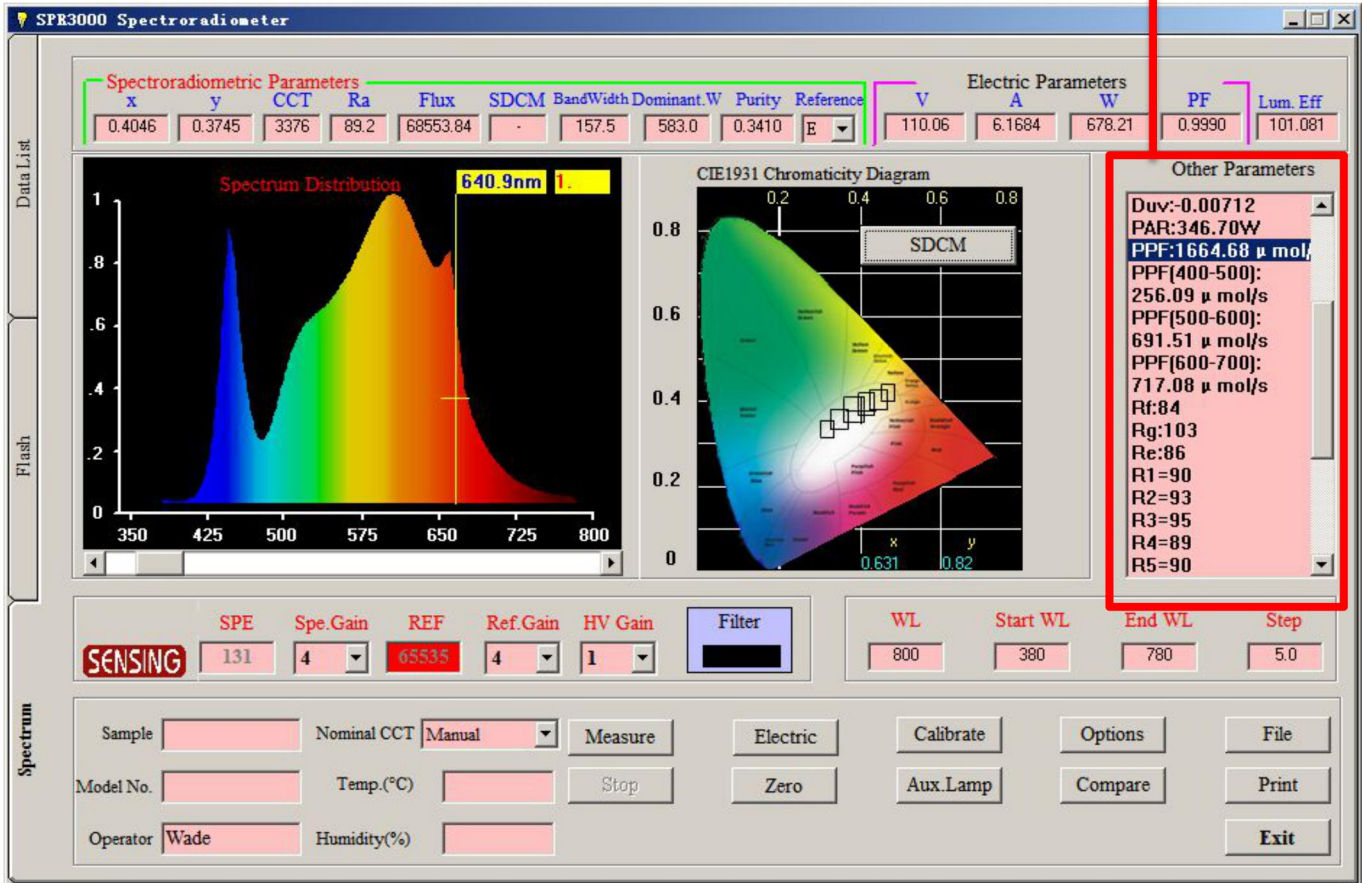 SPR3000 Spectroradiometer
Data List
Flash
Spectrum
Spectroradiometric Parameters
x y CCT Ra Flux SDCM BandWidth Dominant.W Purity Reference
0.4046 0.3745 3376 89.2 68553.84 - 157.5 583.0 0.3410 E
Electric Parameters
V A W PF Lum. Eff
110.06 6.1684 678.21 0.9990 101.081
Spectrum Distribution
640.9nm 1.
1
.8
.6
.4
.2
0
350 425 500 575 650 725 800
CIE1931 Chromaticity Diagram
0.2 0.4 0.6 0.8
0.8
0.6
0.4
0.2
0
SDCM
x y
0.631 0.82
Other Parameters
Duv:-0.00712
PAR:346.70W
PPF:1664.68 μ mol/
PPF(400-500):
256.09 μ mol/s
PPF(500-600):
691.51 μ mol/s
PPF(600-700):
717.08 μ mol/s
Rf:84
Rg:103
Re:86
R1=90
R2=93
R3=95
R4=89
R5=90
SENSING
SPE Spe.Gain REF Ref.Gain HV Gain Filter
131 4 65535 4 1
WL Start WL End WL Step
800 380 780 5.0
Sample Nominal CCT Manual Measure Electric Calibrate Options File
Model No. Temp.(°C) Stop Zero Aux.Lamp Compare Print
Operator Wade Humidity(%) Exit